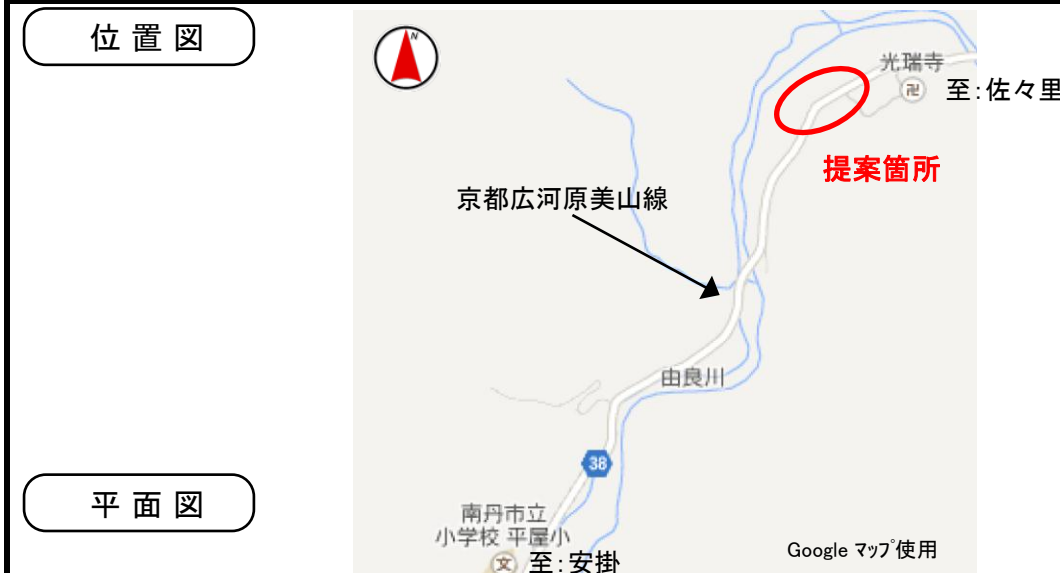 位置図
N
光瑞寺
卍
至:佐々里
提案箇所
京都広河原美山線
由良川
38
平面図
南丹市立
小学校 平屋小
文
至:安掛
Google マップ使用